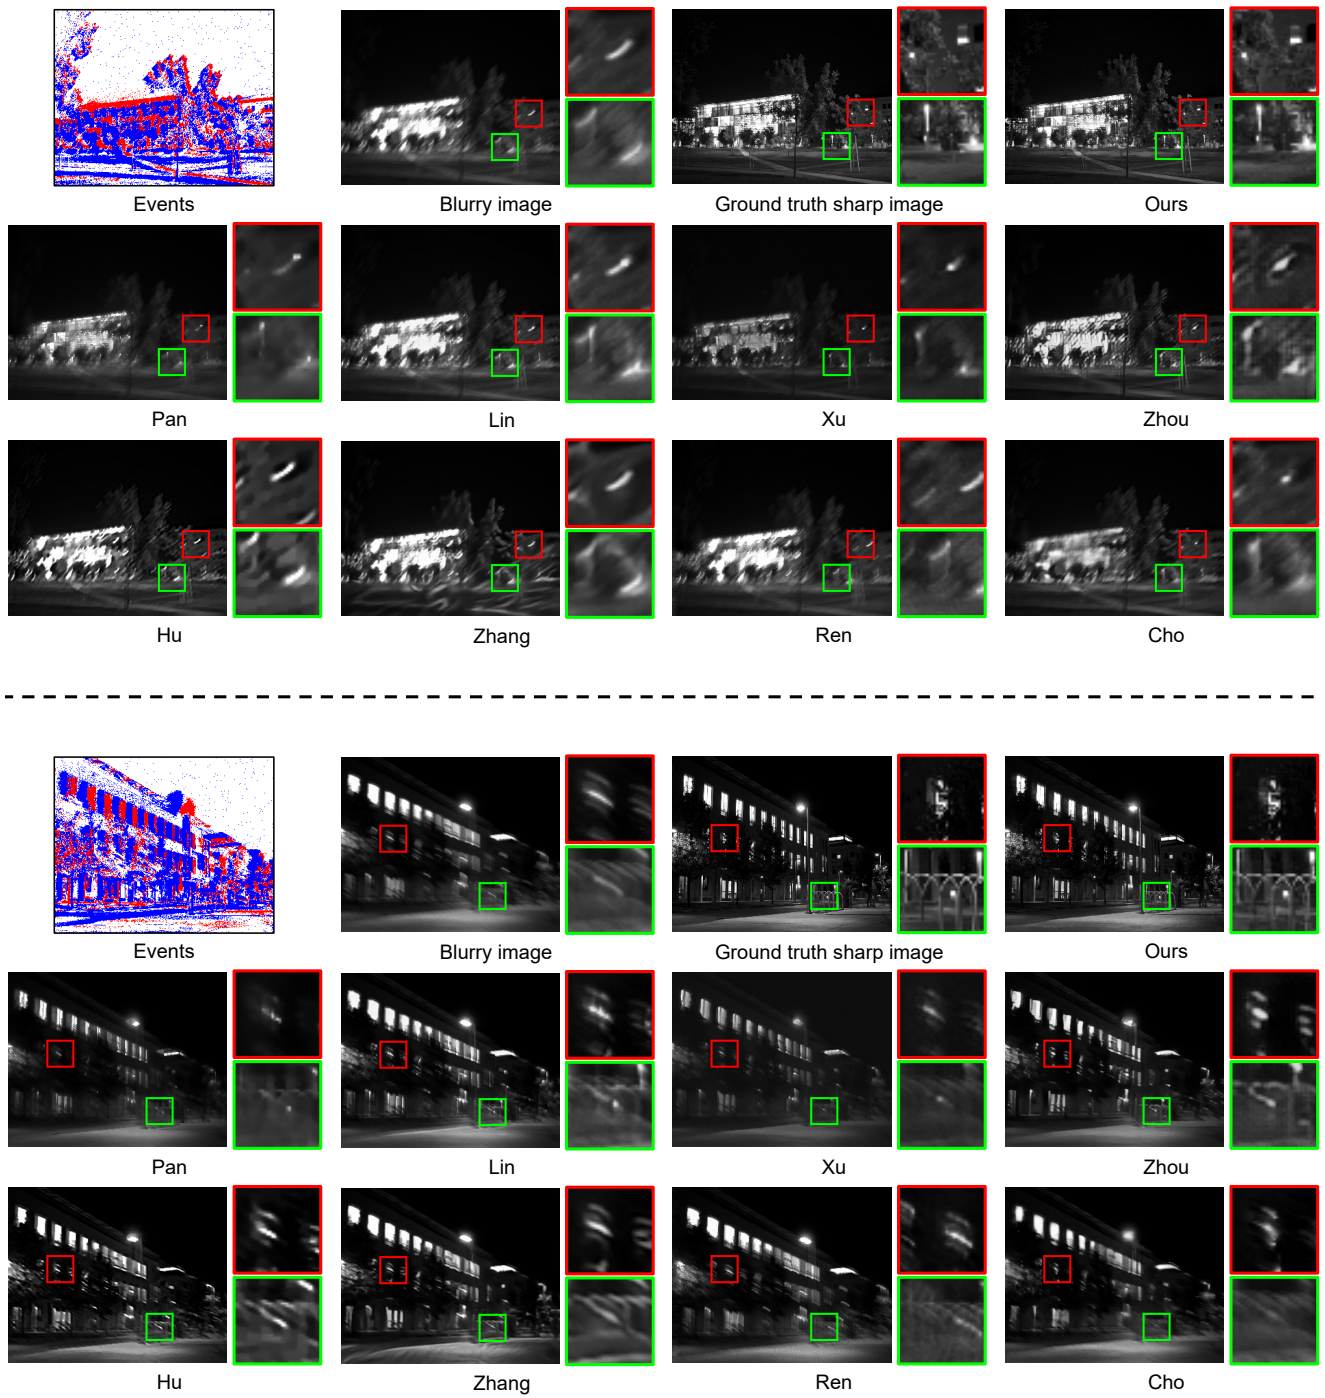 Events Blurry image Ground truth sharp image Ours
Pan Lin Xu Zhou
Hu Zhang Ren Cho
Events Blurry image Ground truth sharp image Ours
Pan Lin Xu Zhou
Hu Zhang Ren Cho